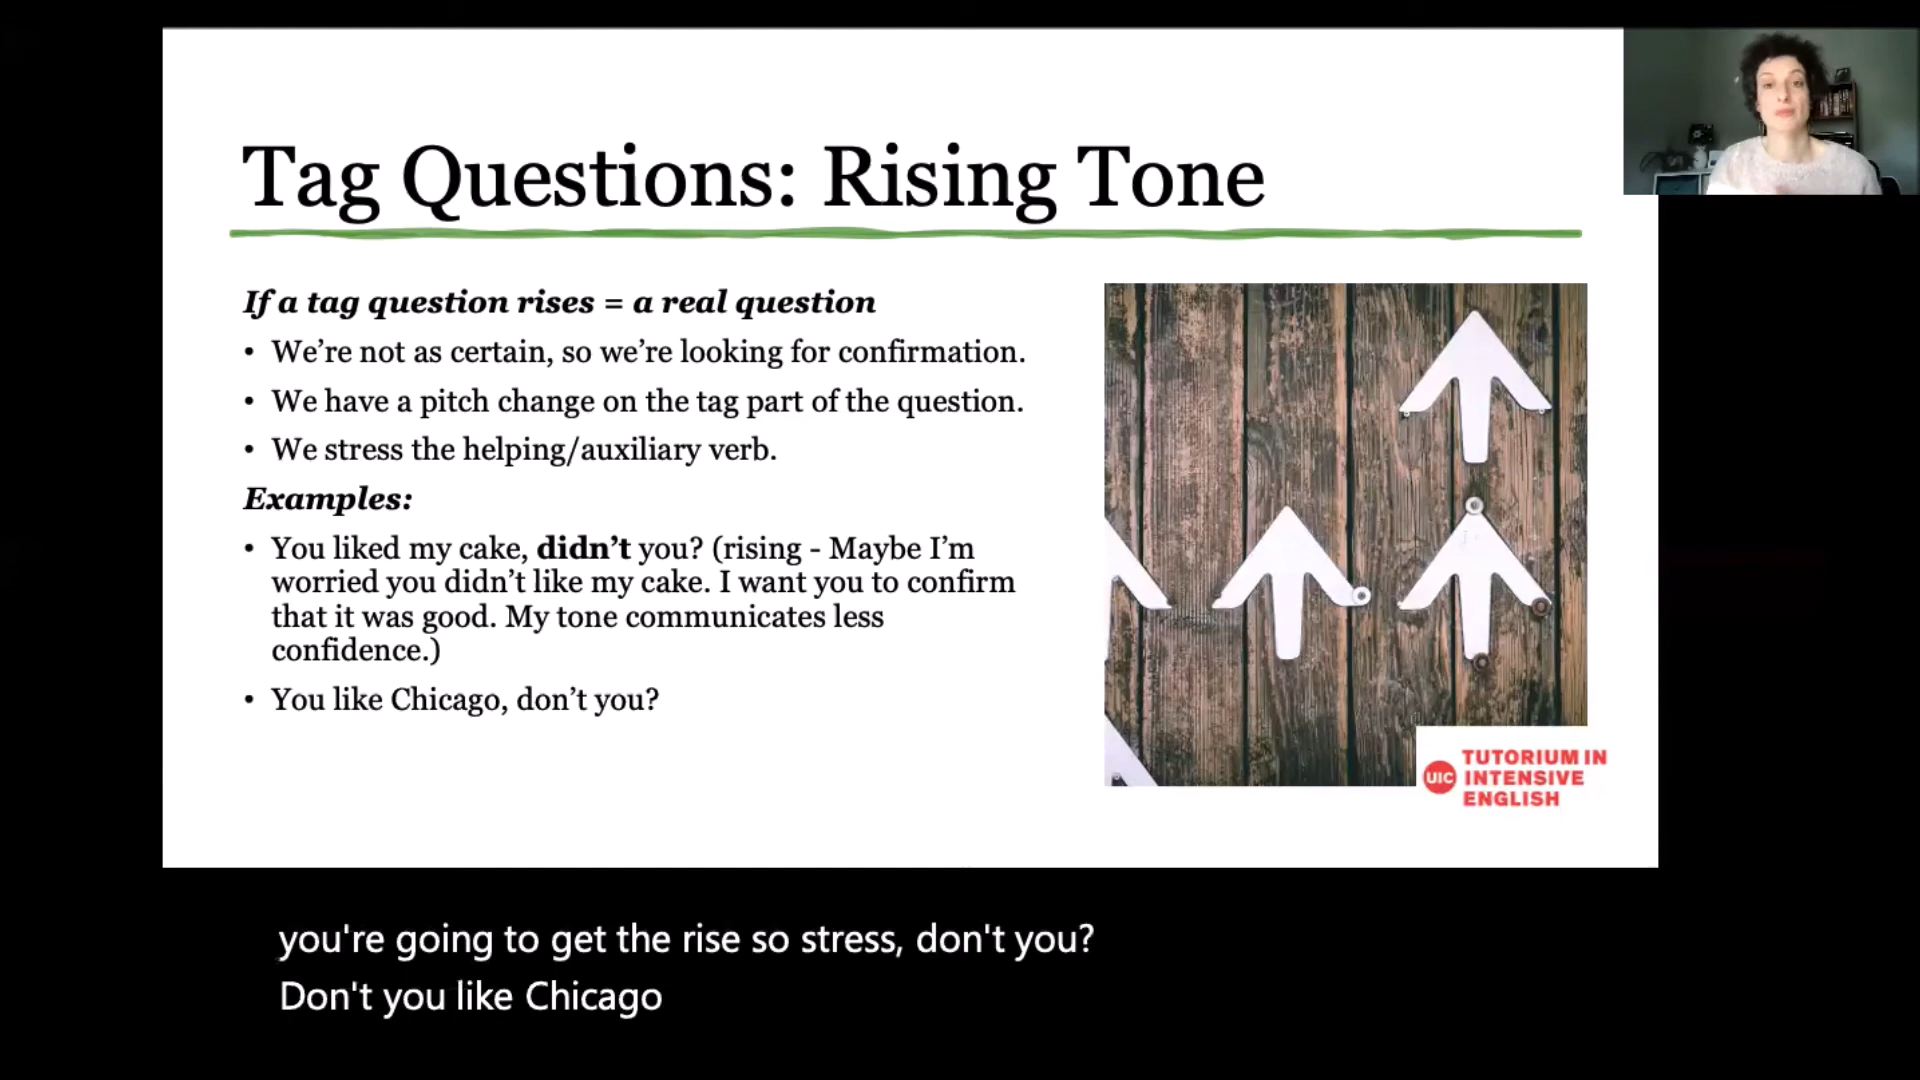 Tag Questions: Rising Tone
If a tag question rises = a real question
• We’re not as certain, so we’re looking for confirmation.
• We have a pitch change on the tag part of the question.
• We stress the helping/auxiliary verb.
Examples:
• You liked my cake, didn’t you? (rising - Maybe I’m
worried you didn’t like my cake. I want you to confirm
that it was good. My tone communicates less
confidence.)
• You like Chicago, don’t you?
UIC
TUTORIUM IN
INTENSIVE
ENGLISH
you're going to get the rise so stress, don't you?
Don't you like Chicago